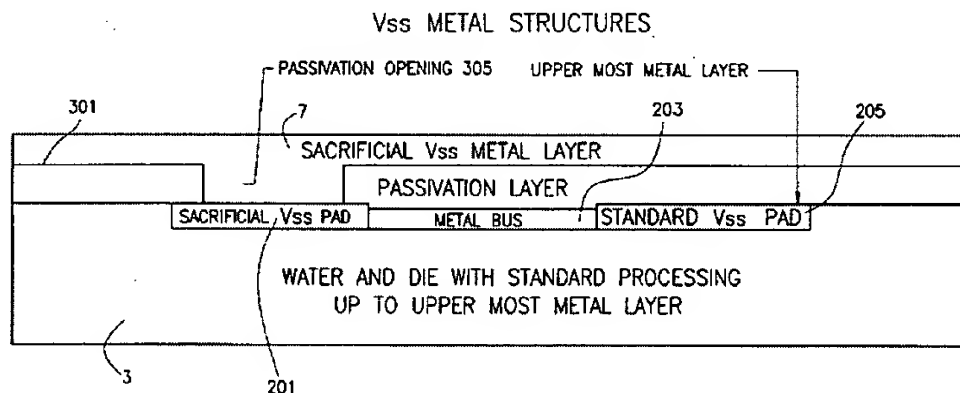 Vss METAL STRUCTURES
PASSIVATION OPENING 305
UPPER MOST METAL LAYER
301
7
203
205
SACRIFICIAL Vss METAL LAYER
PASSIVATION LAYER
SACRIFICIAL Vss PAD
METAL BUS
STANDARD Vss PAD
WATER AND DIE WITH STANDARD PROCESSING
UP TO UPPER MOST METAL LAYER
3
201